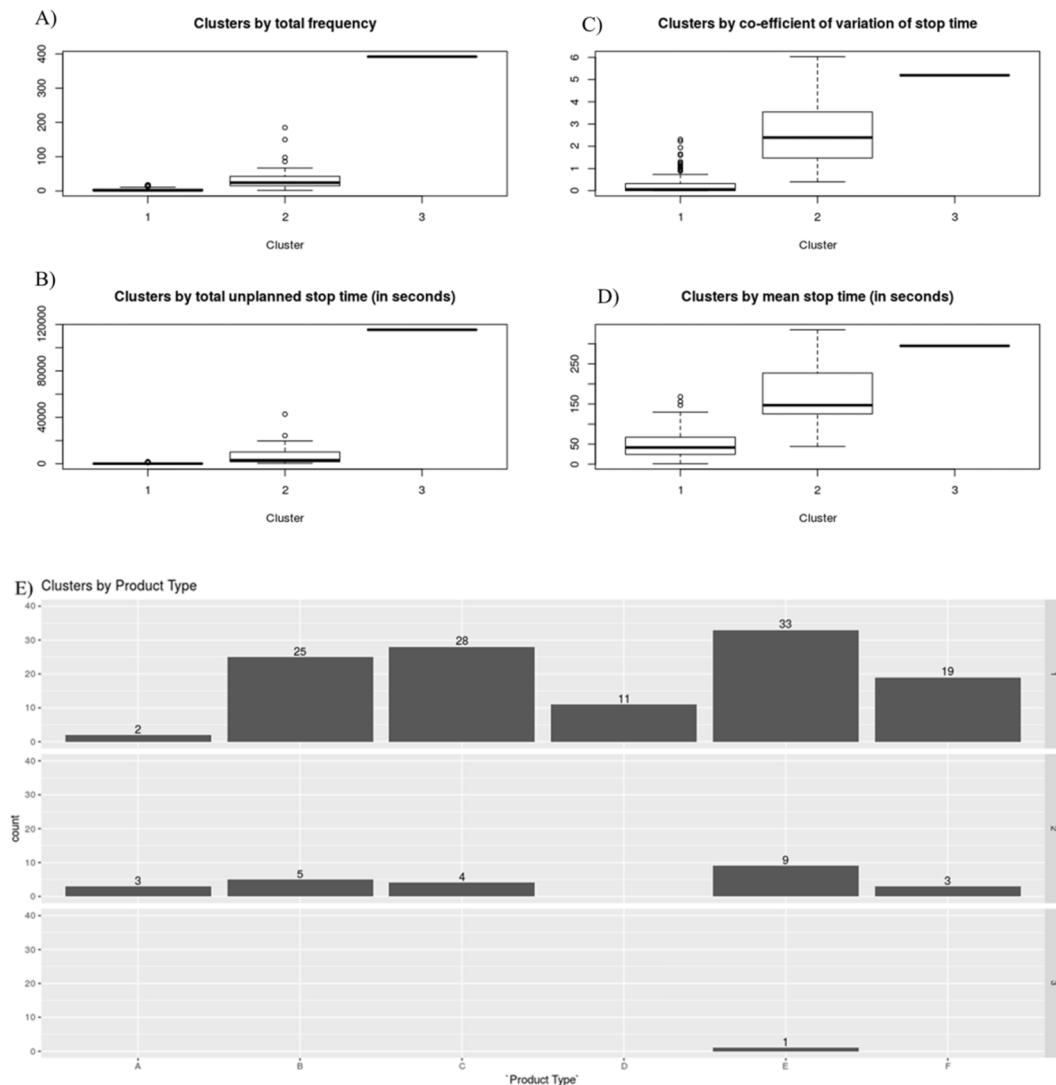 A)
Clusters by total frequency
400
300
200
100
0
1 2 3
Cluster
C)
Clusters by co-efficient of variation of stop time
6
5
4
3
2
1
0
1 2 3
Cluster
B)
Clusters by total unplanned stop time (in seconds)
120000
80000
40000
0
1 2 3
Cluster
D)
Clusters by mean stop time (in seconds)
250
150
50
0
1 2 3
Cluster
E) Clusters by Product Type
40
30
20
10
0
2 25 28 11 33 19
1
40
30
20
10
0
3 5 4 9 3
2
40
30
20
10
0
1
3
count
A B C D E F
`Product Type`